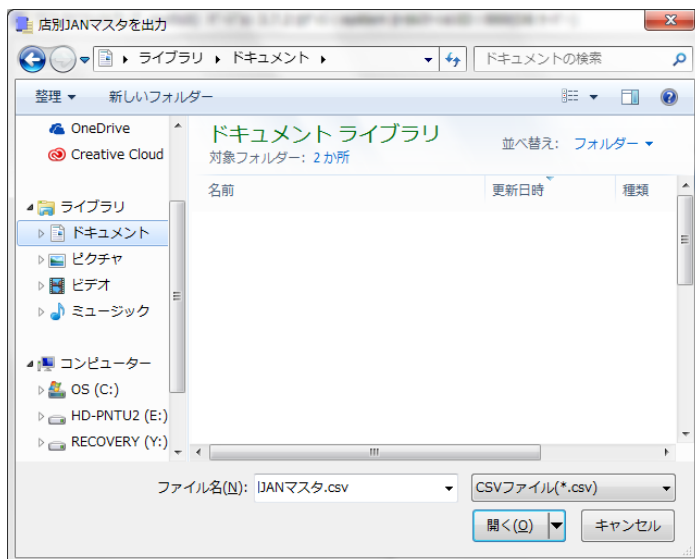 店別JANマスタを出力
ライブラリ ドキュメント
ドキュメントの検索
整理 新しいフォルダー
OneDrive
Creative Cloud
ライブラリ
ドキュメント
ピクチャ
ビデオ
ミュージック
コンピューター
OS (C:)
HD-PNTU2 (E:)
RECOVERY (Y:)
ドキュメント ライブラリ
対象フォルダー: 2 か所
並べ替え: フォルダー
名前 更新日時 種類
ファイル名(N): JANマスタ.csv
CSVファイル(*.csv)
開く(O) キャンセル